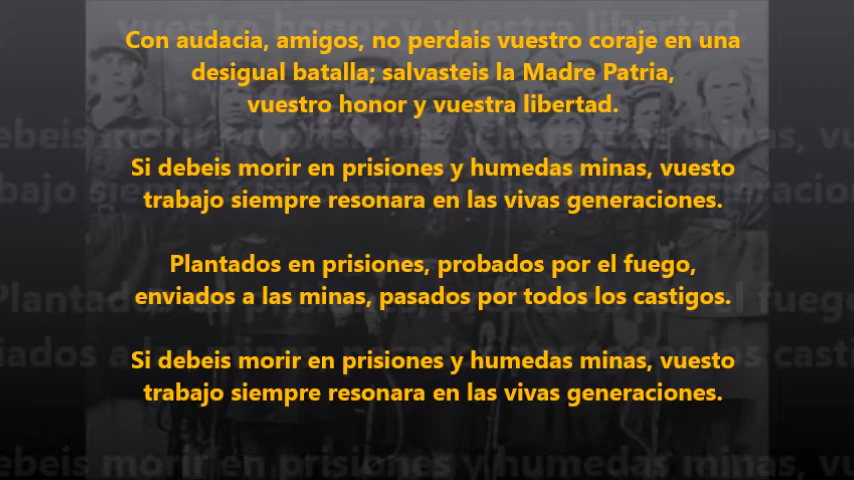 Con audacia, amigos, no perdais vuestro coraje en una
desigual batalla; salvasteis la Madre Patria,
vuestro honor y vuestra libertad.
Si debeis morir en prisiones y humedas minas, vuesto
trabajo siempre resonara en las vivas generaciones.
Plantados en prisiones, probados por el fuego,
enviados a las minas, pasados por todos los castigos.
Si debeis morir en prisiones y humedas minas, vuesto
trabajo siempre resonara en las vivas generaciones.